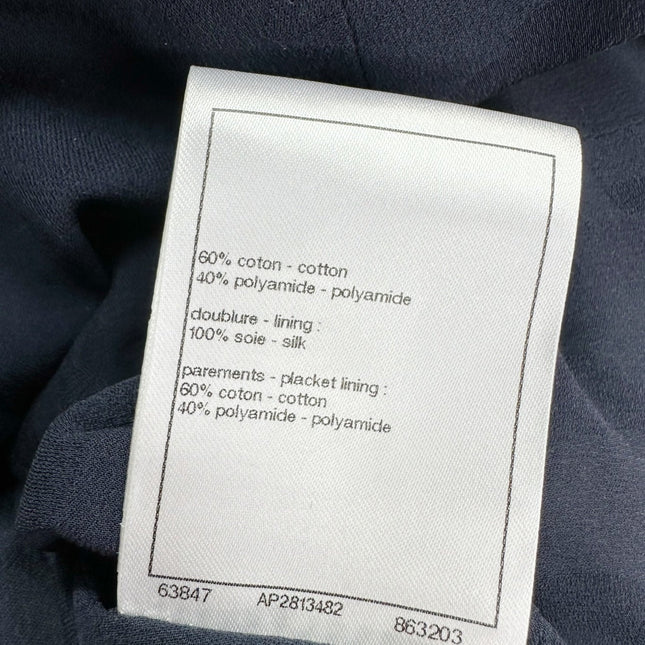 60% coton - cotton
40% polyamide - polyamide
doublure - lining :
100% soie - silk
parements - placket lining :
60% coton - cotton
40% polyamide - polyamide
63847 AP2813482 863203